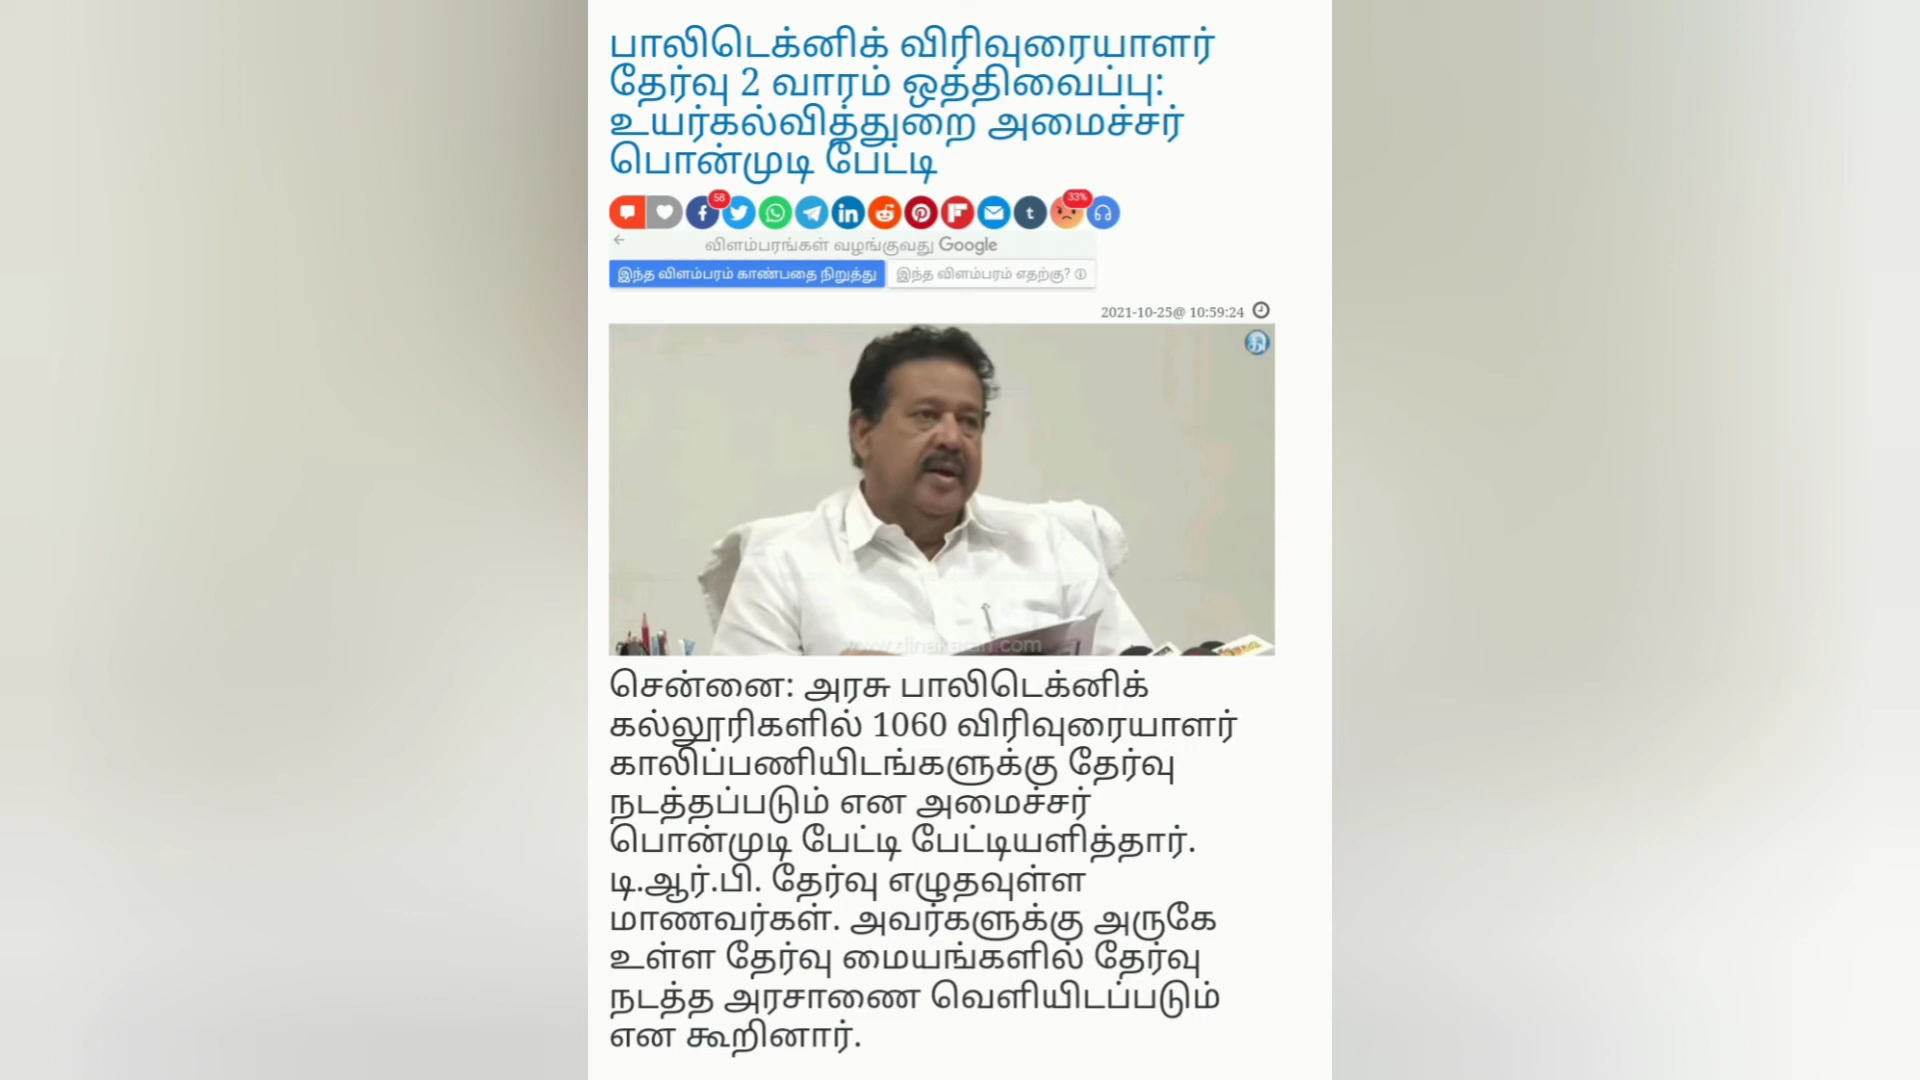 பாலிடெக்னிக் விரிவுரையாளர்
தேர்வு 2 வாரம் ஒத்திவைப்பு:
உயர்கல்வித்துறை அமைச்சர்
பொன்முடி பேட்டி
58
33%
விளம்பரங்கள் வழங்குவது Google
இந்த விளம்பரம் காண்பதை நிறுத்து இந்த விளம்பரம் எதற்கு?
2021-10-25@ 10:59:24
www.dinakaran.com
சென்னை: அரசு பாலிடெக்னிக்
கல்லூரிகளில் 1060 விரிவுரையாளர்
காலிப்பணியிடங்களுக்கு தேர்வு
நடத்தப்படும் என அமைச்சர்
பொன்முடி பேட்டி பேட்டியளித்தார்.
டி.ஆர்.பி. தேர்வு எழுதவுள்ள
மாணவர்கள். அவர்களுக்கு அருகே
உள்ள தேர்வு மையங்களில் தேர்வு
நடத்த அரசாணை வெளியிடப்படும்
என கூறினார்.